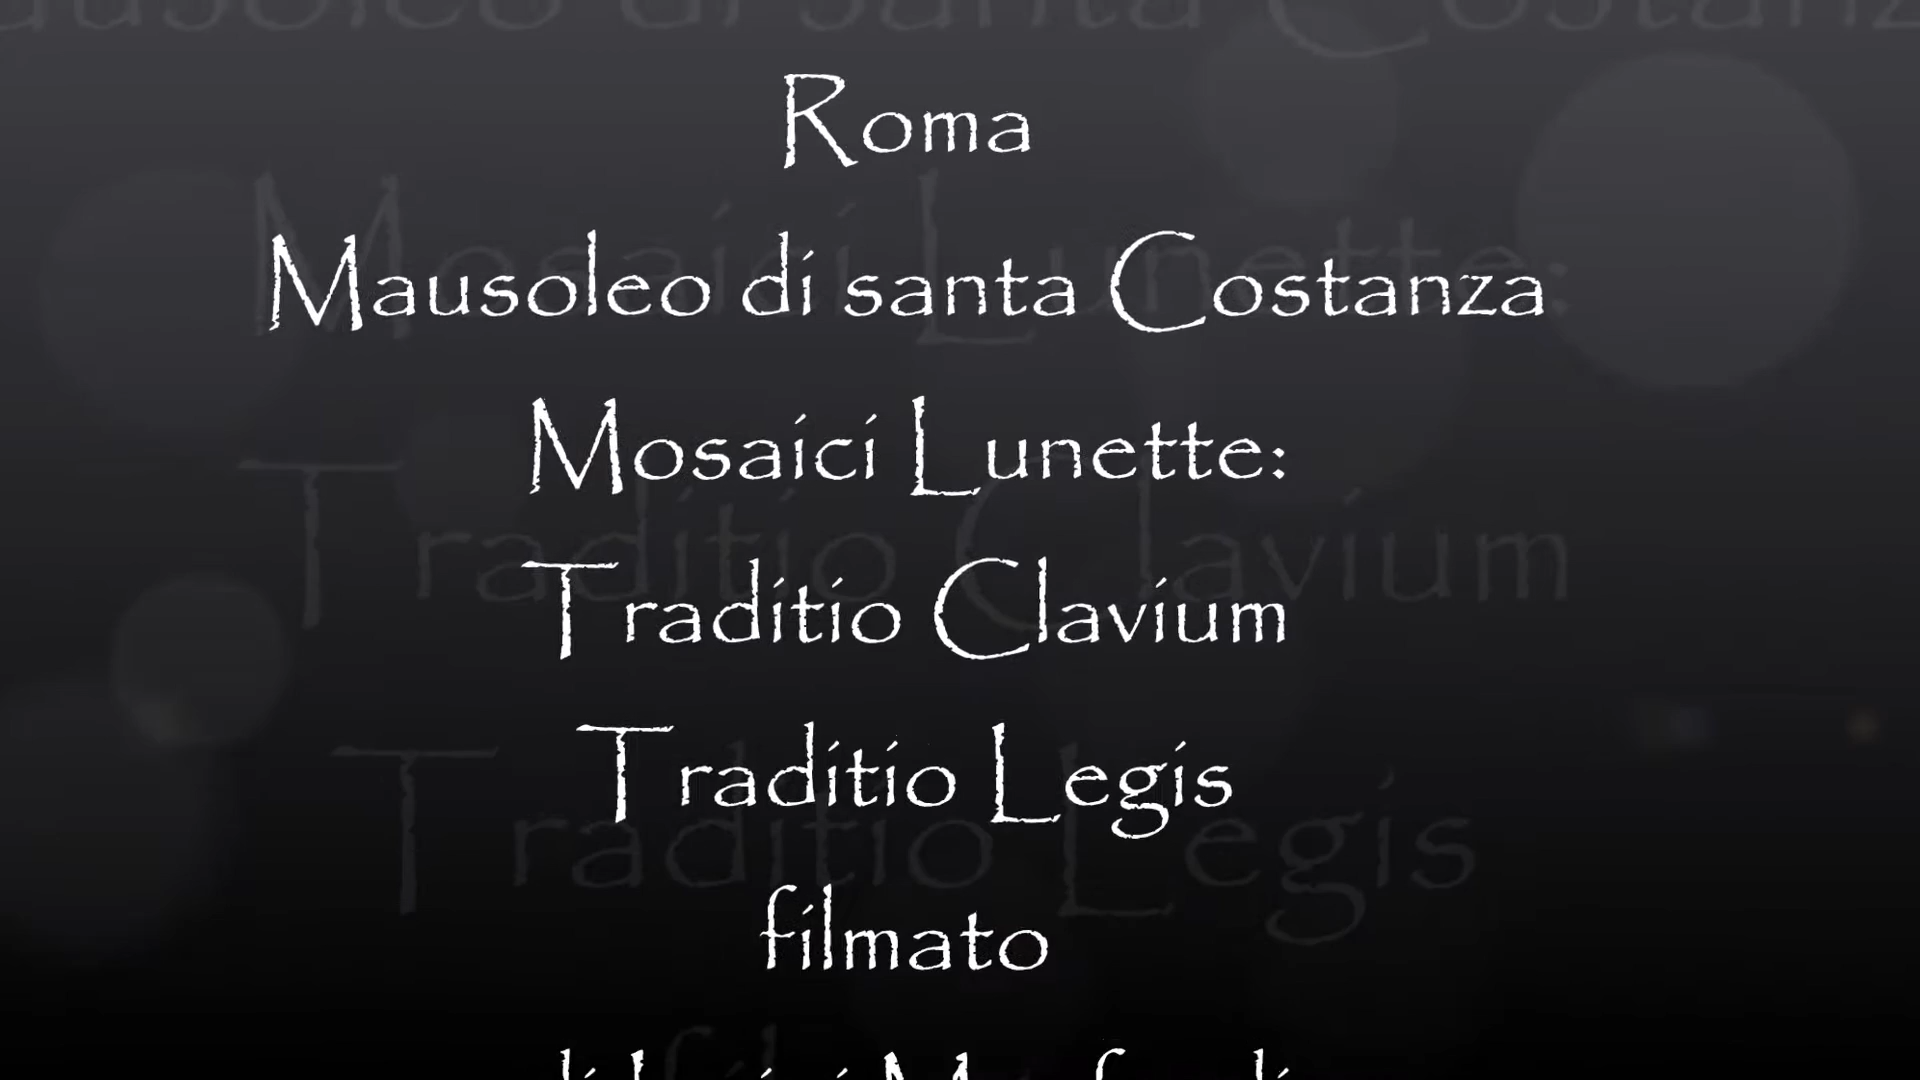 Roma
Mausoleo di santa Costanza
Mosaici Lunette:
Traditio Clavium
Traditio Legis
filmato